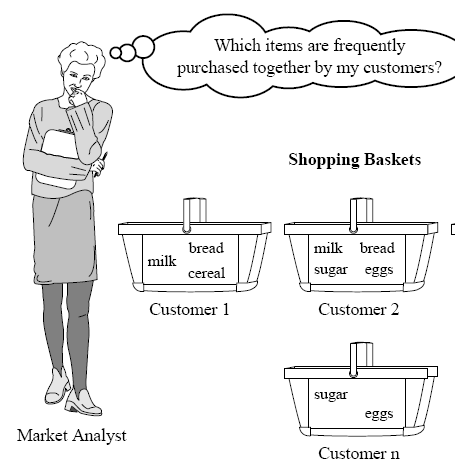 Which items are frequently
purchased together by my customers?
Shopping Baskets
milk
bread
cereal
Customer 1
milk bread
sugar eggs
Customer 2
sugar
eggs
Customer n
Market Analyst